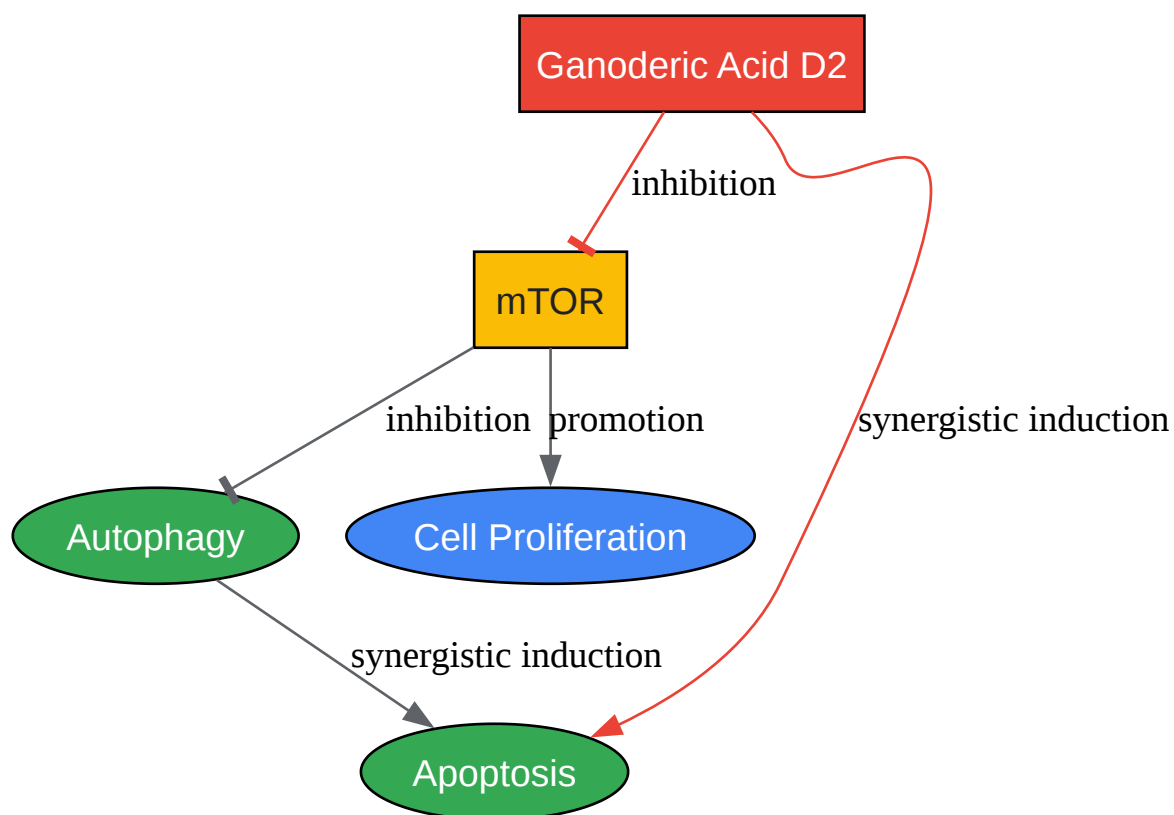 Ganoderic Acid D2
inhibition
mTOR
inhibition
promotion
synergistic induction
Autophagy
Cell Proliferation
synergistic induction
Apoptosis